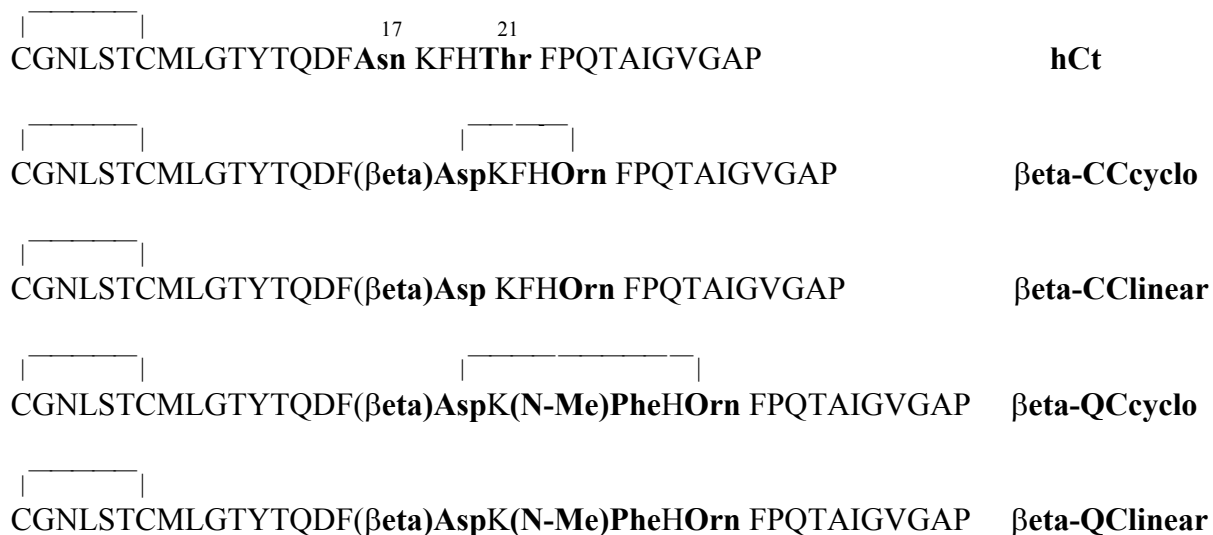 17 21
CGNLSTCMLGTYTQDFAsn KFHThr FPQTAIGVGAP hCt
CGNLSTCMLGTYTQDF(βeta)AspKFHOrn FPQTAIGVGAP βeta-CCcyclo
CGNLSTCMLGTYTQDF(βeta)Asp KFHOrn FPQTAIGVGAP βeta-CClinear
CGNLSTCMLGTYTQDF(βeta)AspK(N-Me)PheHOrn FPQTAIGVGAP βeta-QCcyclo
CGNLSTCMLGTYTQDF(βeta)AspK(N-Me)PheHOrn FPQTAIGVGAP βeta-QClinear